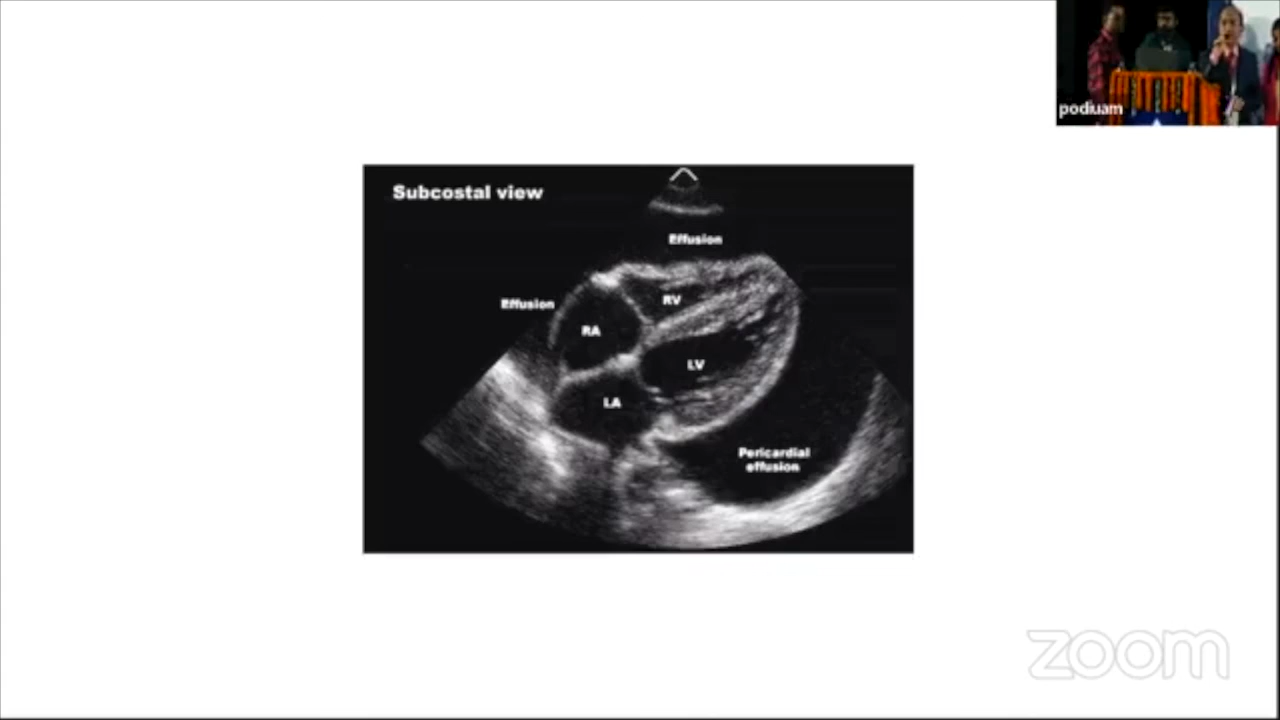 podiuam
Subcostal view
Effusion
Effusion
RV
RA
LV
LA
Pericardial
effusion
zoom